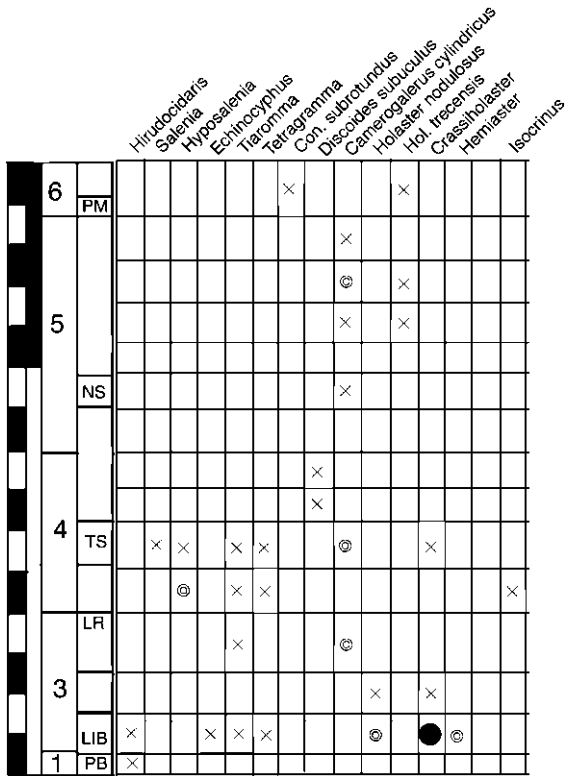 Hirudocidaris
Salenia
Hyposalenia
Echinocyphus
Tiaromma
Tetragramma
Con. subrotundus
Discoides subuculus
Camerogalerus cylindricus
Holaster nodulosus
Hol. trecensis
Crassiholaster
Hemiaster
Isocrinus
6
PM
5
NS
4
TS
LR
3
LIB
1
PB